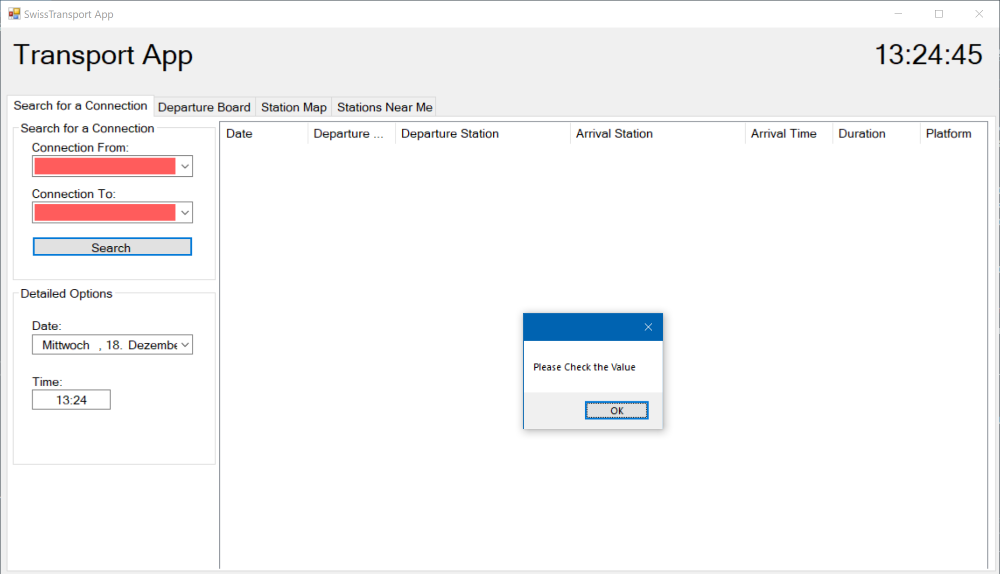 SwissTransport App
Transport App
13:24:45
Search for a Connection
Departure Board
Station Map
Stations Near Me
Search for a Connection
Connection From:
Connection To:
Search
Detailed Options
Date:
Mittwoch , 18. Dezembe
Time:
13:24
Date
Departure ...
Departure Station
Arrival Station
Arrival Time
Duration
Platform
Please Check the Value
OK